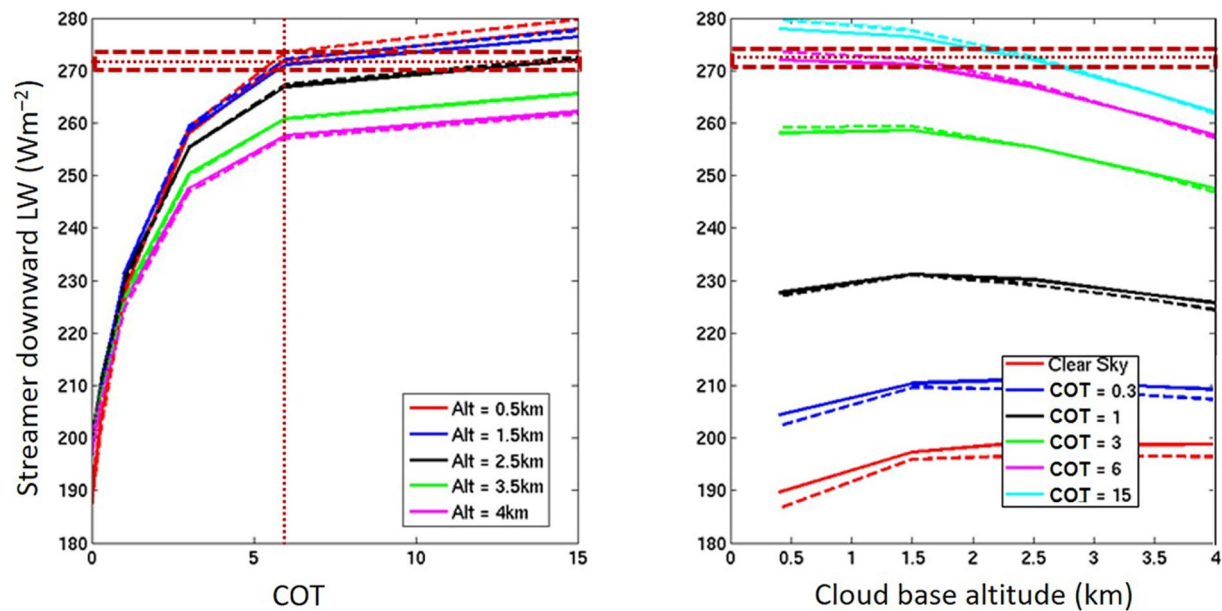 Streamer downward LW (Wm⁻²)
280
270
260
250
240
230
220
210
200
190
180
0
5
10
15
COT
Alt = 0.5km
Alt = 1.5km
Alt = 2.5km
Alt = 3.5km
Alt = 4km
280
270
260
250
240
230
220
210
200
190
180
0
0.5
1
1.5
2
2.5
3
3.5
4
Cloud base altitude (km)
Clear Sky
COT = 0.3
COT = 1
COT = 3
COT = 6
COT = 15